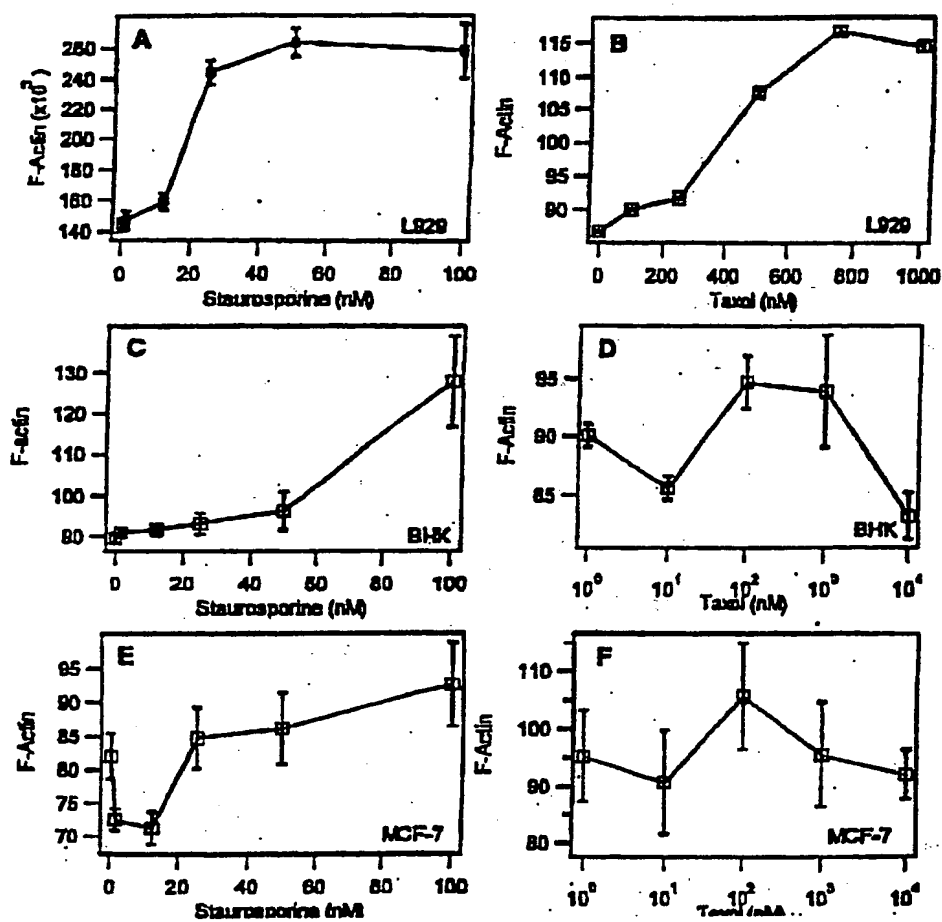 A
F-Actin (x10³)
260
240
220
200
180
160
140
L929
0 20 40 60 80 100
Staurosporine (nM)
B
F-Actin
115
110
105
100
95
90
L929
0 200 400 600 800 1000
Taxol (nM)
C
F-actin
130
120
110
100
90
BHK
0 20 40 60 80 100
Staurosporine (nM)
D
F-Actin
95
90
85
BHK
10⁰ 10¹ 10² 10³ 10⁴
Taxol (nM)
E
F-Actin
95
90
85
80
75
70
MCF-7
0 20 40 60 80 100
Staurosporine (nM)
F
F-Actin
110
100
90
80
MCF-7
10⁰ 10¹ 10² 10³ 10⁴
Taxol (nM)